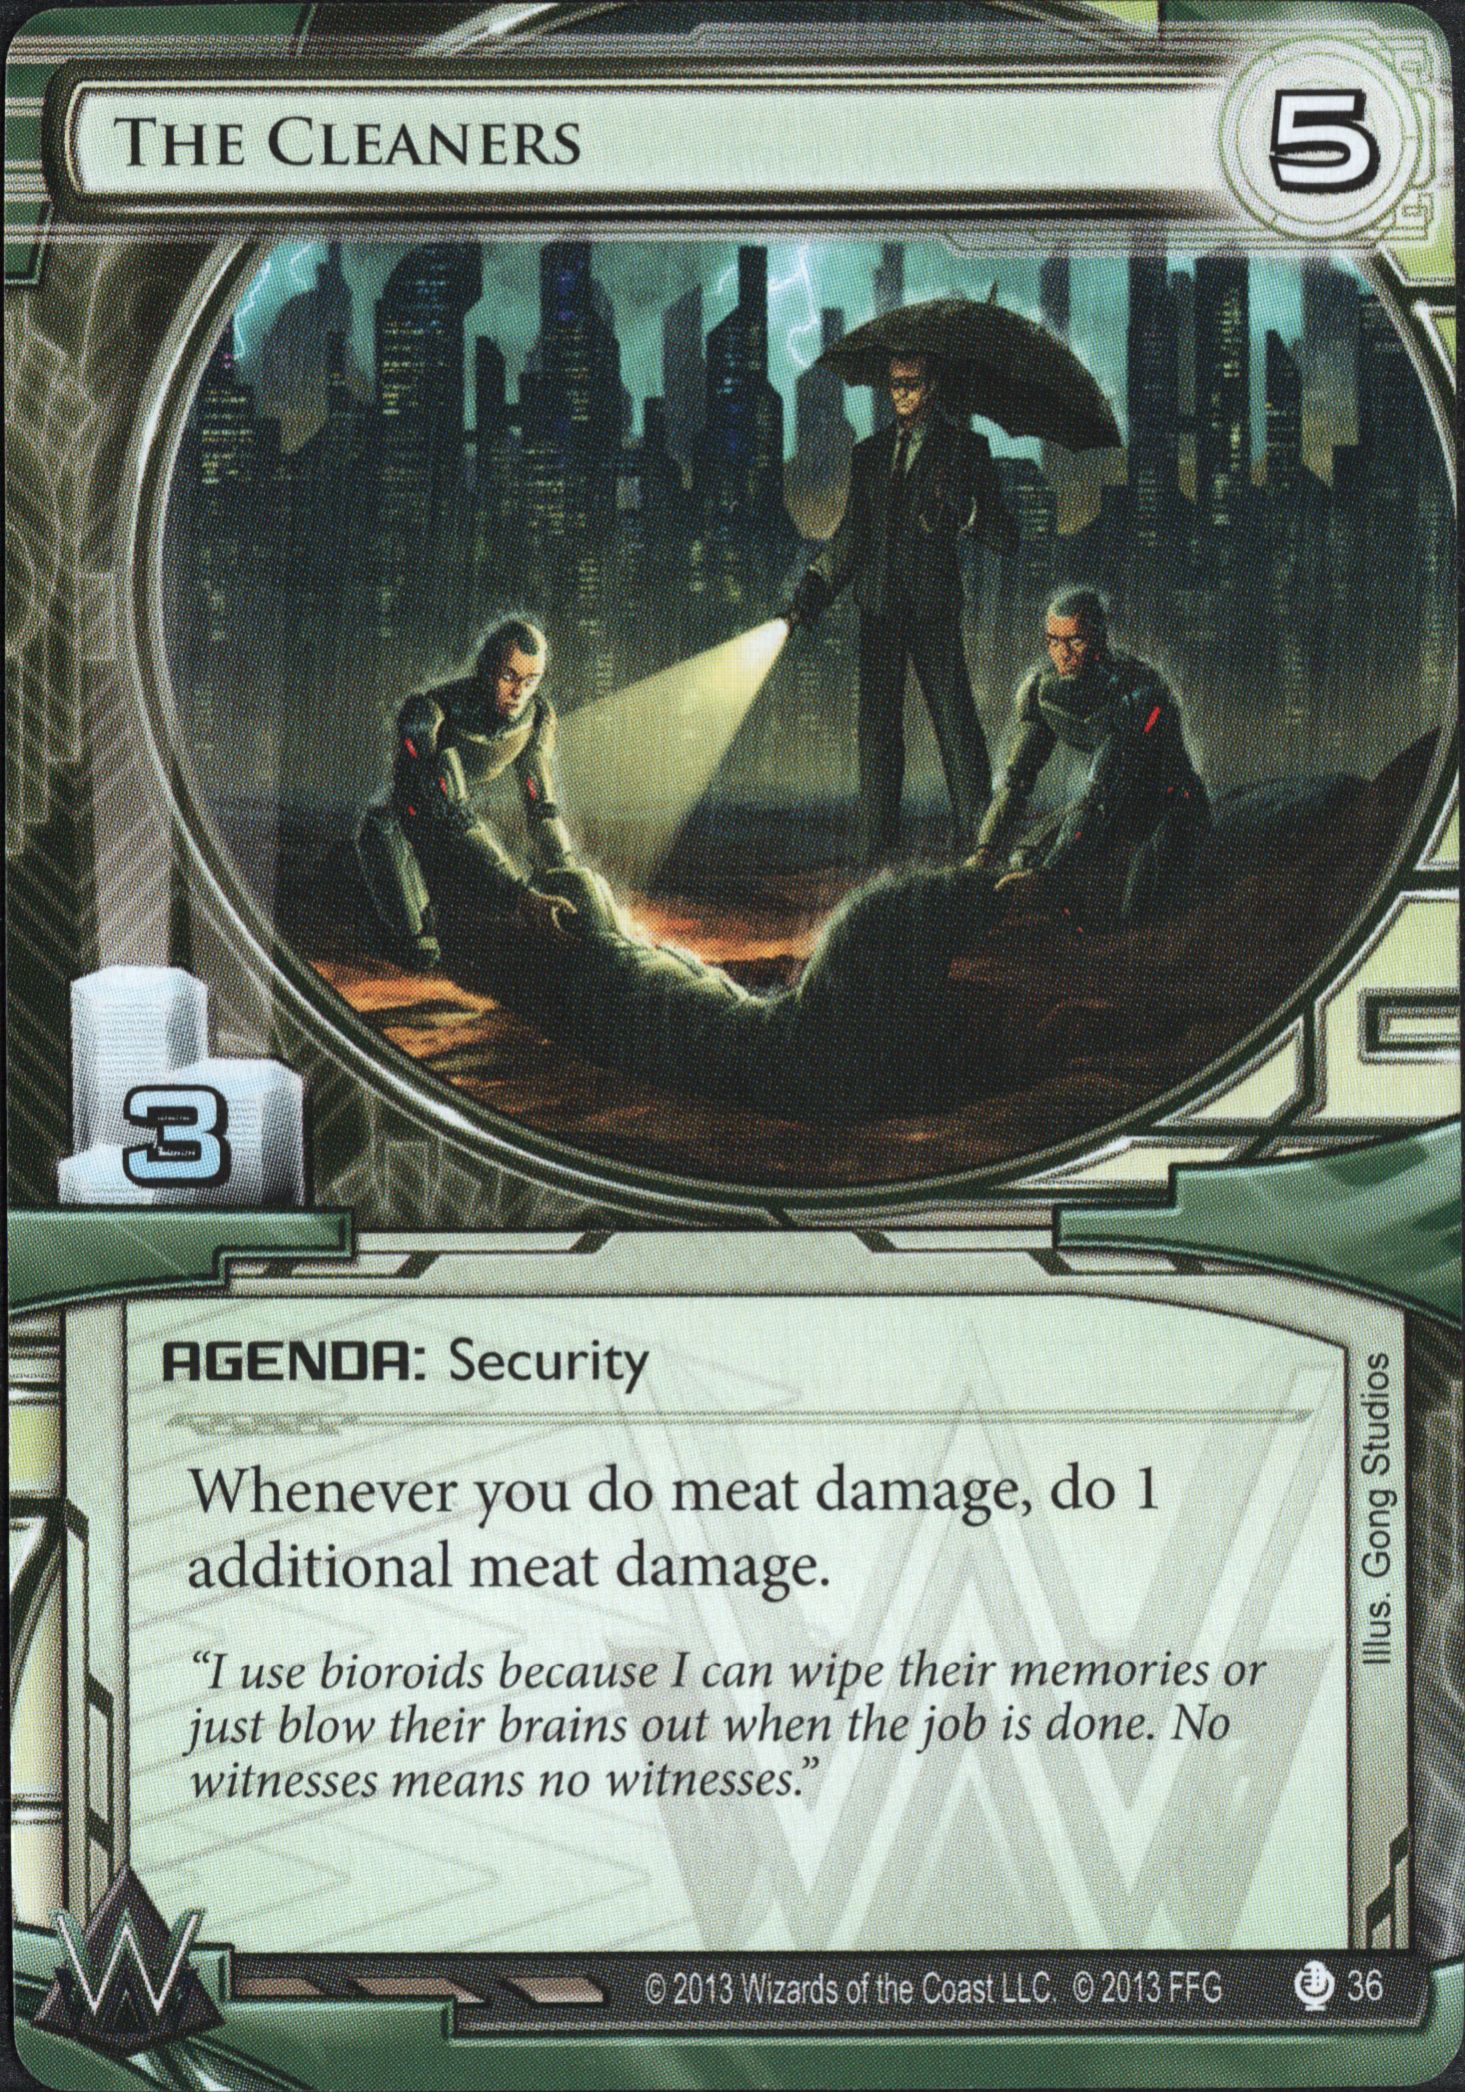 THE CLEANERS
5
3
AGENDA: Security
Whenever you do meat damage, do 1
additional meat damage.
“I use bioroids because I can wipe their memories or
just blow their brains out when the job is done. No
witnesses means no witnesses.”
Illus. Gong Studios
© 2013 Wizards of the Coast LLC. © 2013 FFG
36